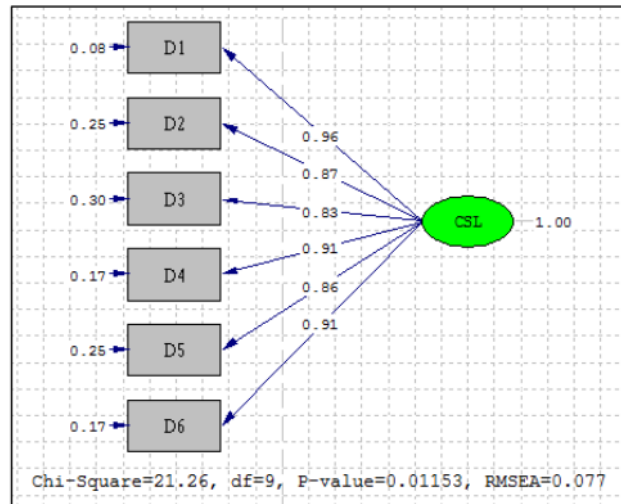 0.08 D1
0.96
0.25 D2
0.87
0.30 D3
0.83
CSL 1.00
0.91
0.17 D4
0.86
0.25 D5
0.91
0.17 D6
Chi-Square=21.26, df=9, P-value=0.01153, RMSEA=0.077